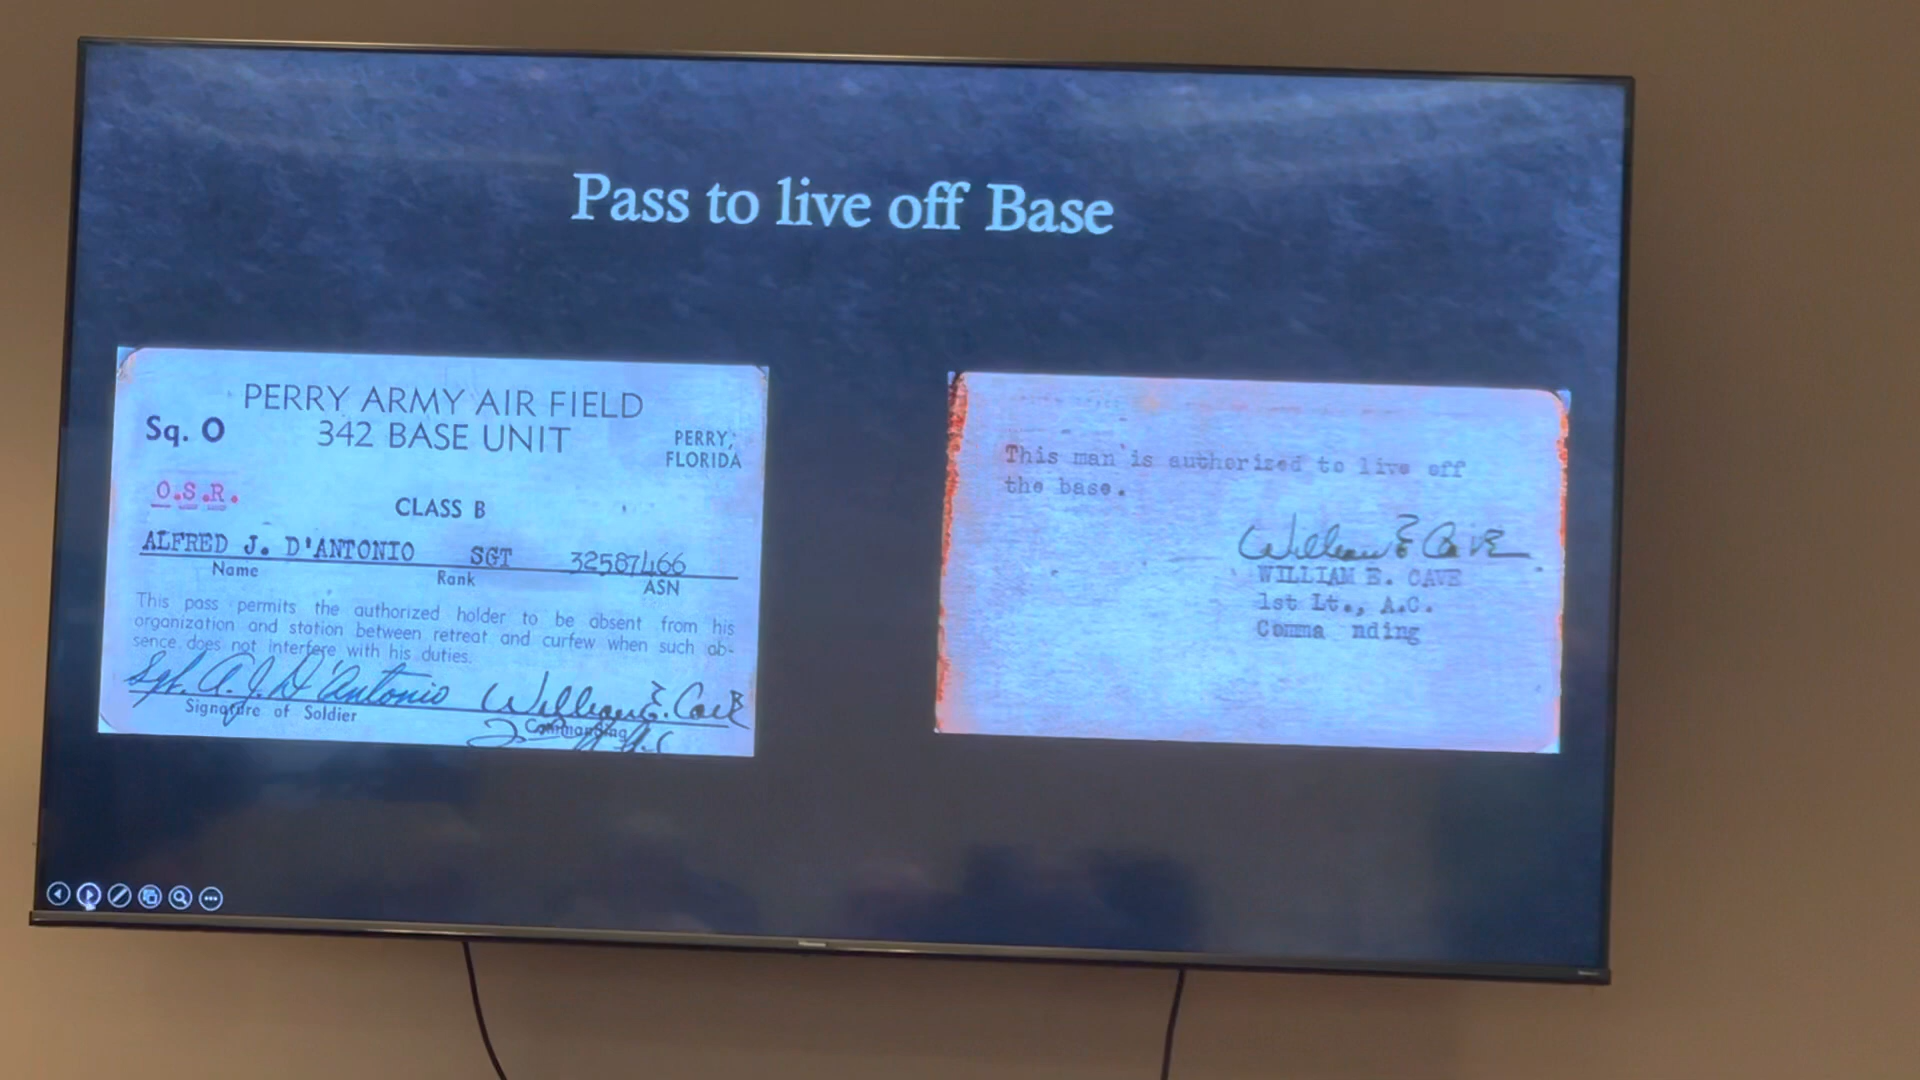 Pass to live off Base
PERRY ARMY AIR FIELD
Sq. O
342 BASE UNIT
PERRY,
FLORIDA
O.S.R.
CLASS B
ALFRED J. D'ANTONIO SGT 32587466
Name Rank ASN
This pass permits the authorized holder to be absent from his
organization and station between retreat and curfew when such ab-
sence does not interfere with his duties.
Sgt. A. J. D'Antonio William E. Cave
Signature of Soldier Commanding
This man is authorized to live off
the base.
William E Cave
WILLIAM E. CAVE
1st Lt., A.C.
Comma nding